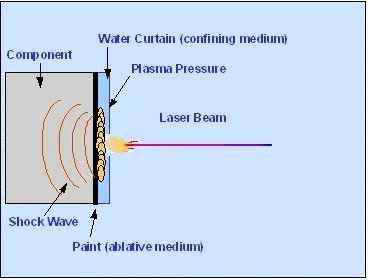 Water Curtain (confining medium)
Component
Plasma Pressure
Laser Beam
Shock Wave
Paint (ablative medium)